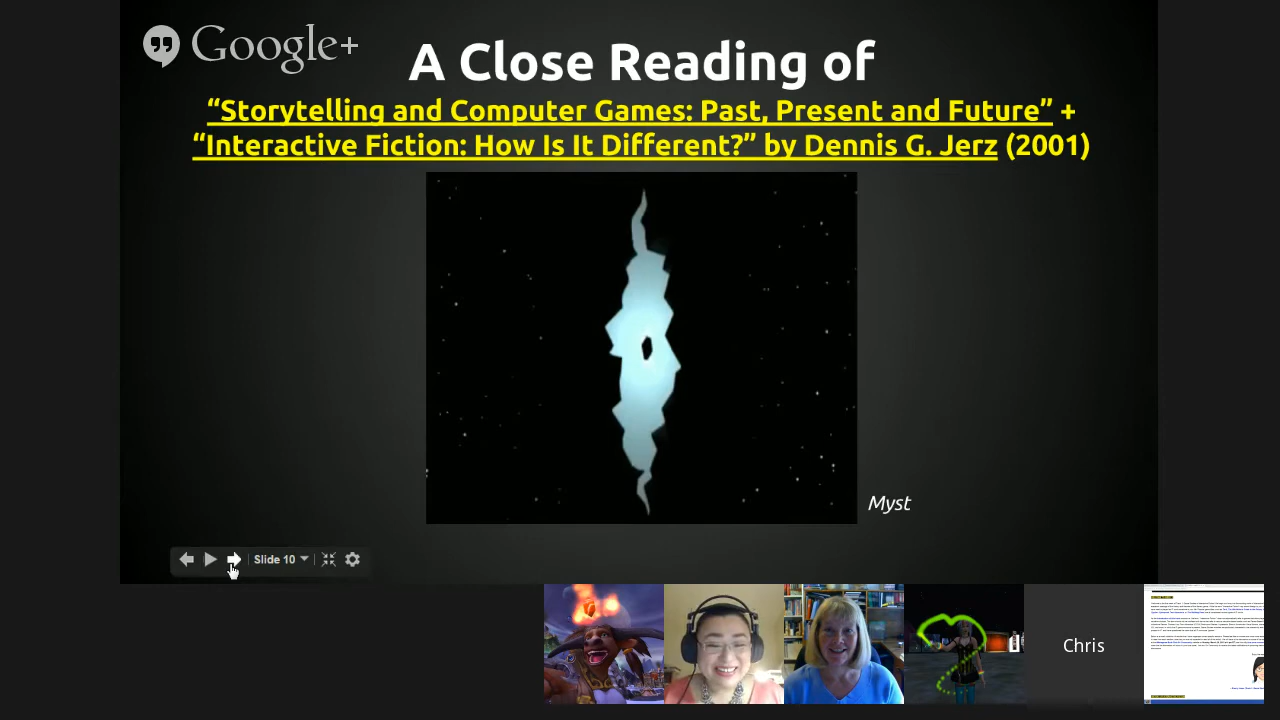 Google+
A Close Reading of
“Storytelling and Computer Games: Past, Present and Future” +
“Interactive Fiction: How Is It Different?” by Dennis G. Jerz (2001)
Myst
Slide 10
Chris